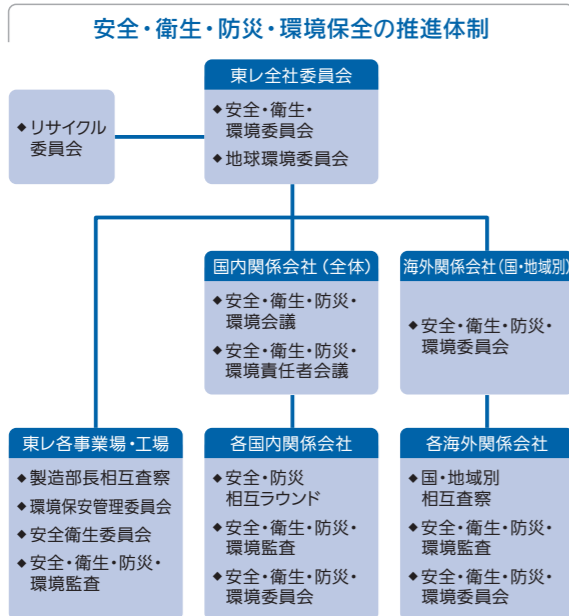 安全・衛生・防災・環境保全の推進体制
東レ全社委員会
◆安全・衛生・
環境委員会
◆地球環境委員会
◆リサイクル
委員会
国内関係会社(全体)
◆安全・衛生・防災・
環境会議
◆安全・衛生・防災・
環境責任者会議
海外関係会社(国・地域別)
◆安全・衛生・防災・
環境委員会
東レ各事業場・工場
◆製造部長相互査察
◆環境保安管理委員会
◆安全衛生委員会
◆安全・衛生・防災・
環境監査
各国内関係会社
◆安全・防災
相互ラウンド
◆安全・衛生・防災・
環境監査
◆安全・衛生・防災・
環境委員会
各海外関係会社
◆国・地域別
相互査察
◆安全・衛生・防災・
環境監査
◆安全・衛生・防災・
環境委員会